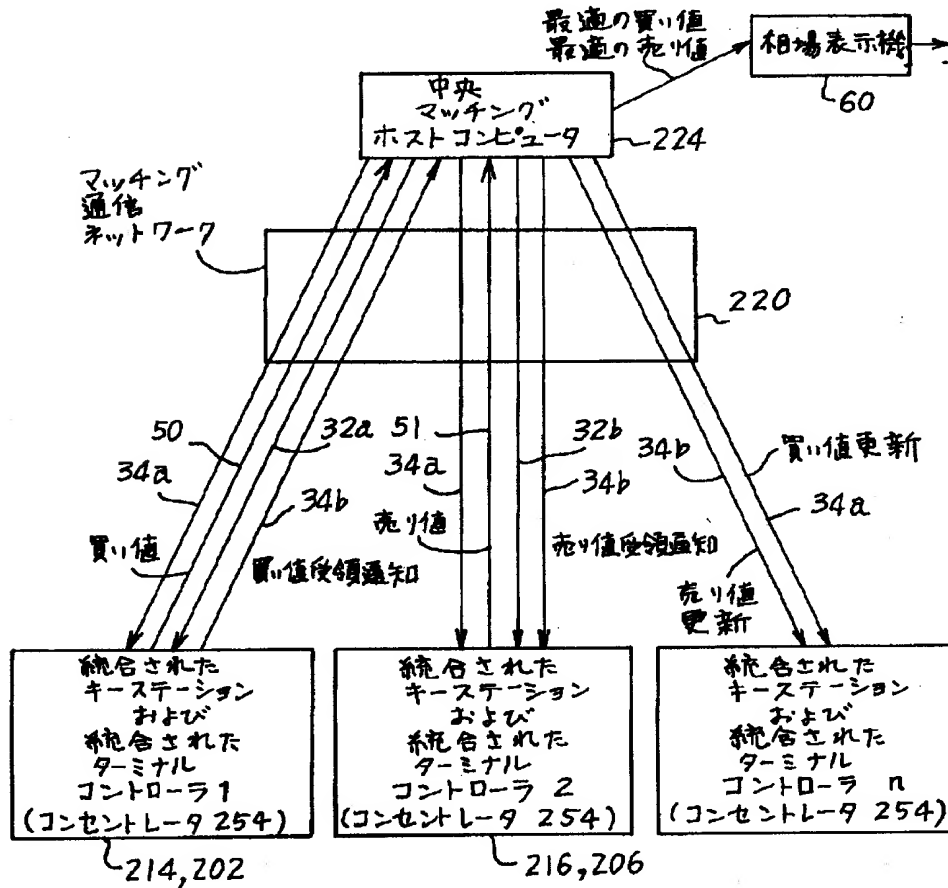 最適の買い値
最適の売り値
相場表示機
60
中央
マッチング
ホストコンピュータ
224
マッチング
通信
ネットワーク
220
50
32a
51
32b
34a
34b
34a
34b
34b
34a
買い値更新
買い値
買い値受領通知
売り値
売り値受領通知
売り値
更新
統合された
キーステーション
および
統合された
ターミナル
コントローラ 1
(コンセントレータ 254)
統合された
キーステーション
および
統合された
ターミナル
コントローラ 2
(コンセントレータ 254)
統合された
キーステーション
および
統合された
ターミナル
コントローラ n
(コンセントレータ 254)
214,202
216,206